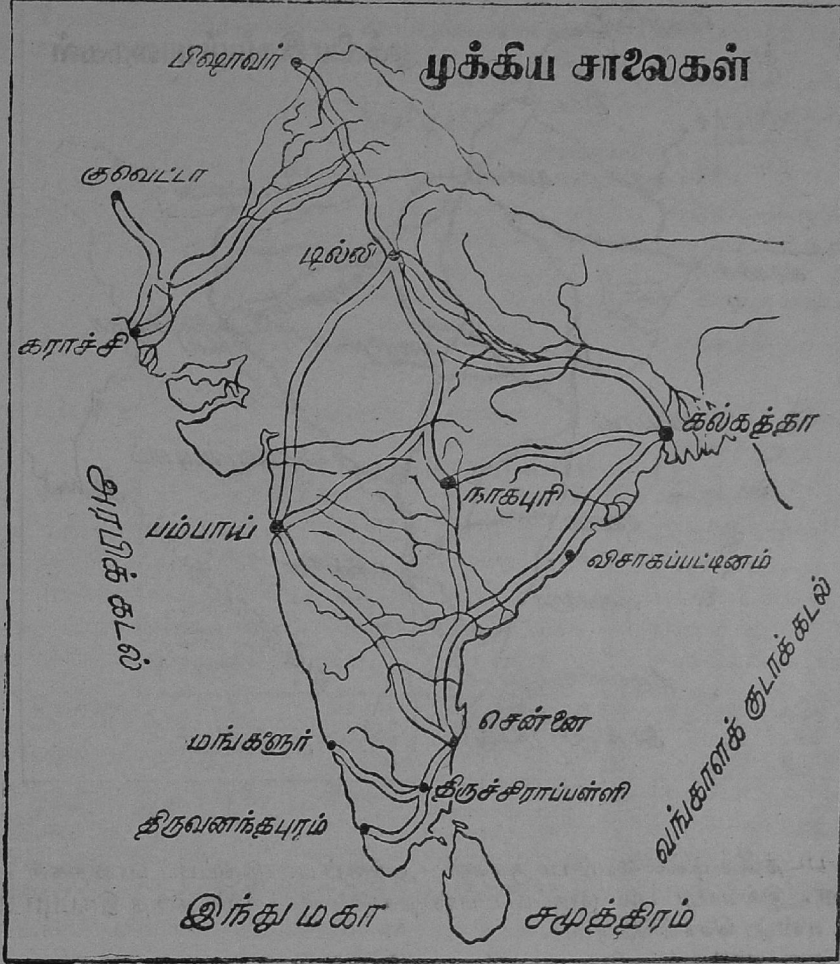 முக்கிய சாலைகள்
பிஷாவர்
குவெட்டா
டில்லி
கராச்சி
கல்கத்தா
நாகபுரி
அரபிக் கடல்
பம்பாய்
விசாகப்பட்டினம்
வங்காளக் குடாக்கடல்
சென்னை
மங்களூர்
திருச்சிராப்பள்ளி
திருவனந்தபுரம்
இந்து மகா சமுத்திரம்